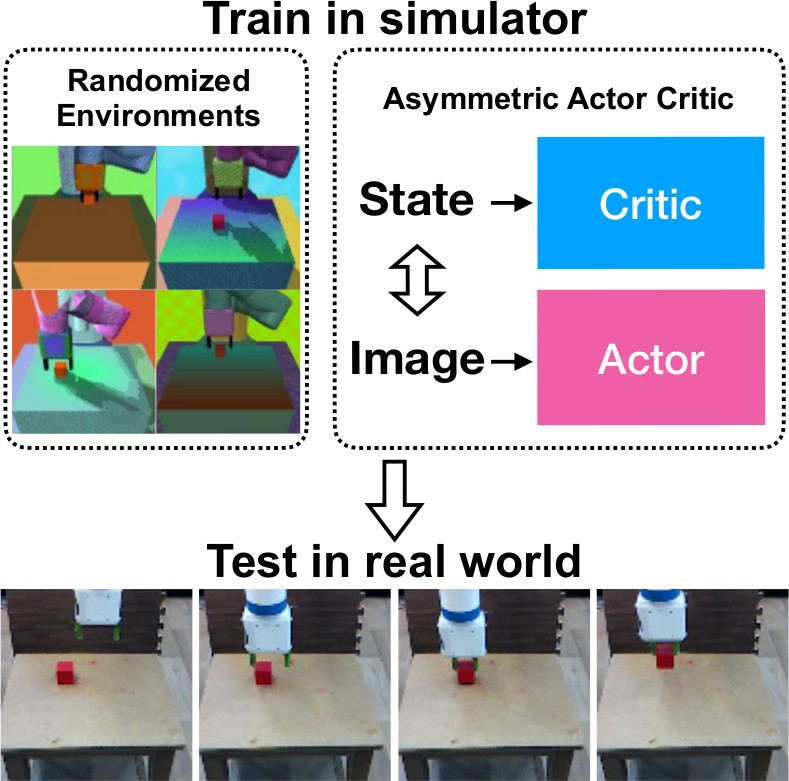 Train in simulator
Randomized
Environments
Asymmetric Actor Critic
State
Critic
Image
Actor
Test in real world